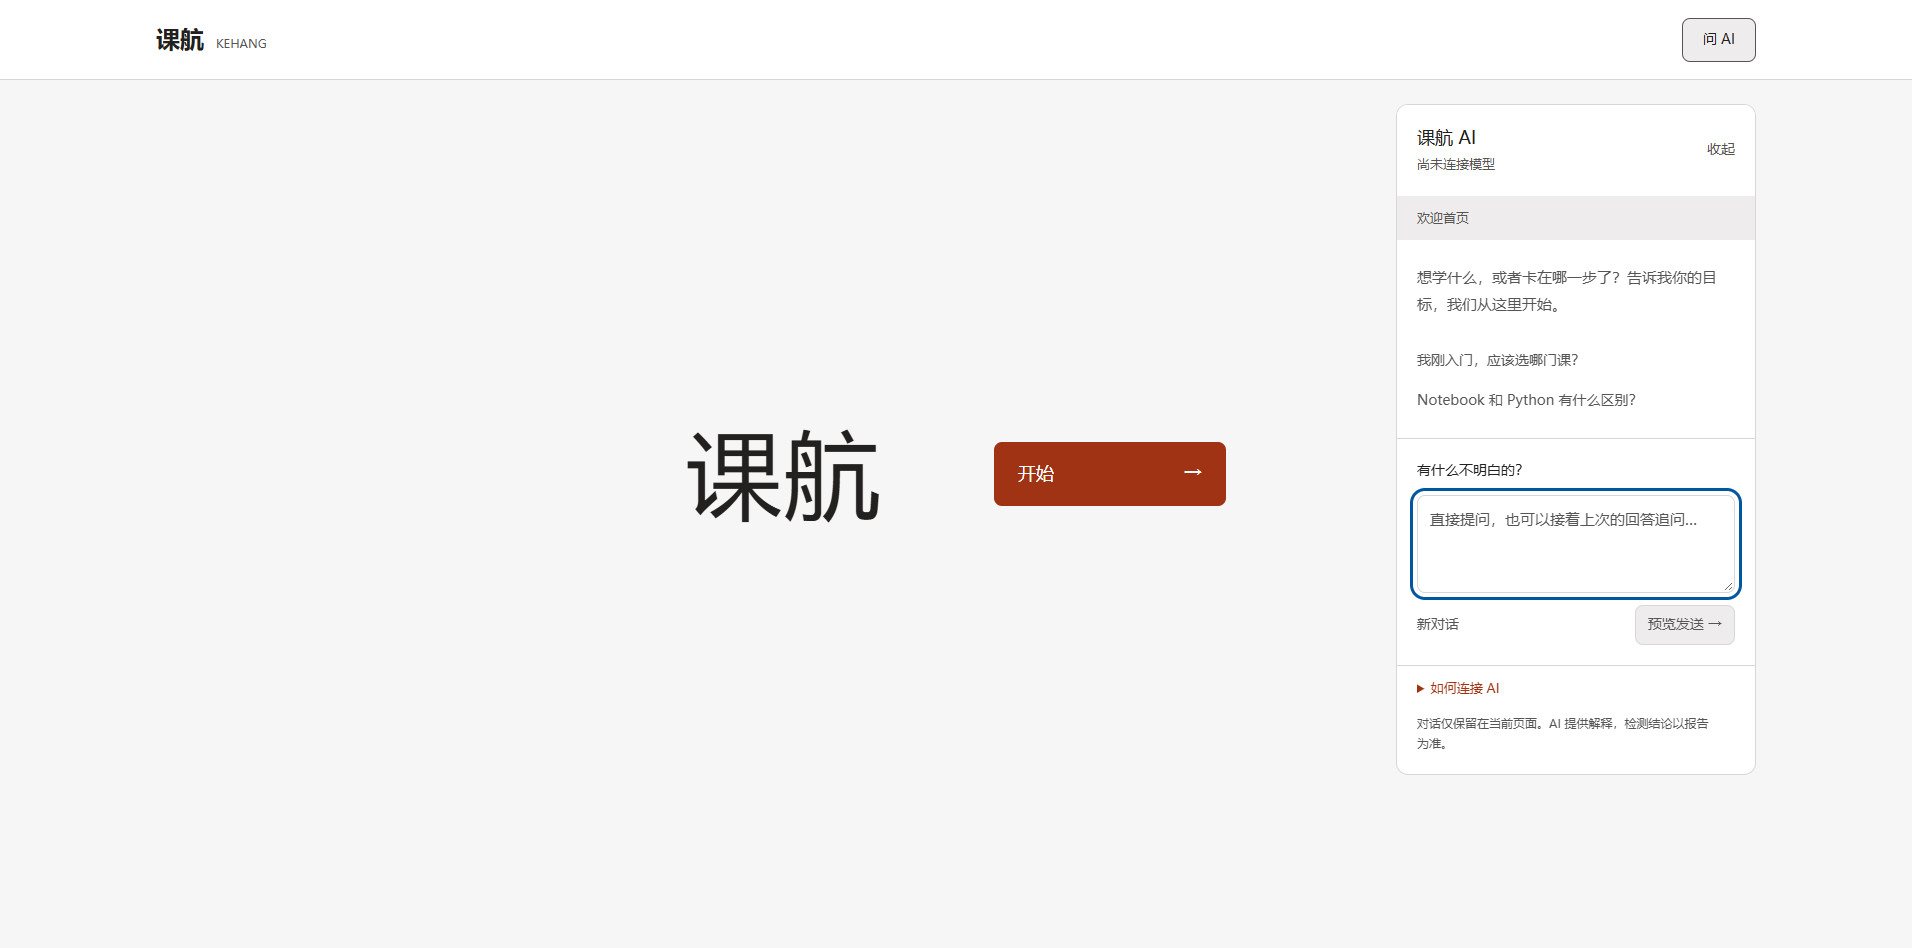 课航 KEHANG
问 AI
课航
开始 →
课航 AI
尚未连接模型
收起
欢迎首页
想学什么，或者卡在哪一步了？告诉我你的目
标，我们从这里开始。
我刚入门，应该选哪门课？
Notebook 和 Python 有什么区别？
有什么不明白的？
直接提问，也可以接着上次的回答追问...
新对话
预览发送 →
▶ 如何连接 AI
对话仅保留在当前页面。AI 提供解释，检测结论以报告
为准。